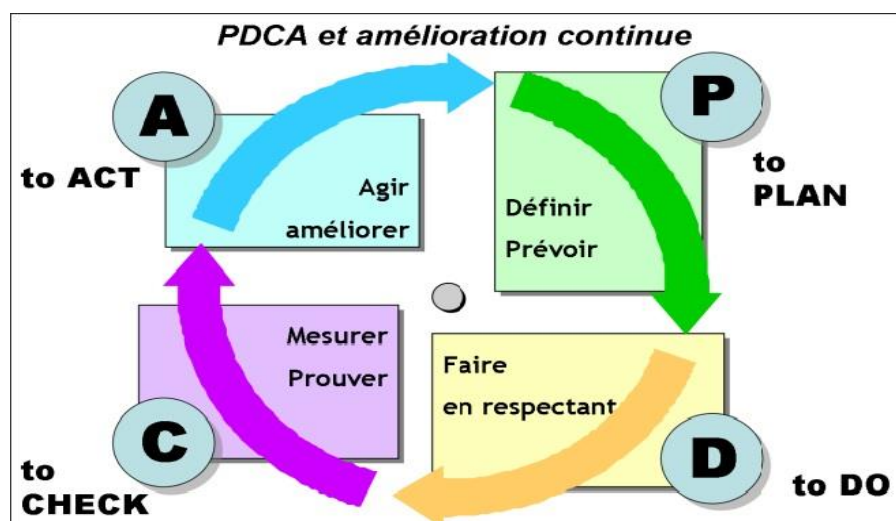 PDCA et amélioration continue
A
to ACT
Agir
améliorer
P
to
PLAN
Définir
Prévoir
Mesurer
Prouver
C
to
CHECK
Faire
en respectant
D
to DO